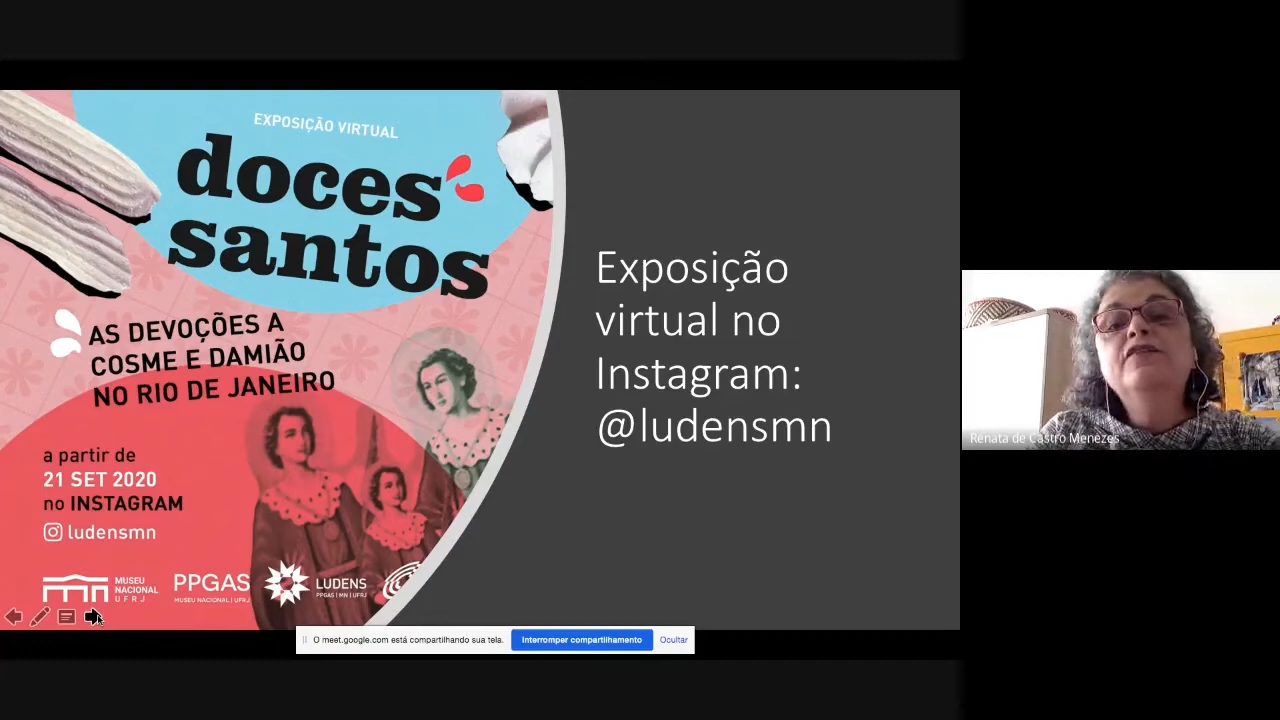 EXPOSIÇÃO VIRTUAL
doces
santos
AS DEVOÇÕES A
COSME E DAMIÃO
NO RIO DE JANEIRO
a partir de
21 SET 2020
no INSTAGRAM
ludensmn
MUSEU
NACIONAL
UFRJ
PPGAS
MUSEU NACIONAL | UFRJ
LUDENS
PPGAS | MN | UFRJ
Exposição
virtual no
Instagram:
@ludensmn
Renata de Castro Menezes
O meet.google.com está compartilhando sua tela.
Interromper compartilhamento
Ocultar